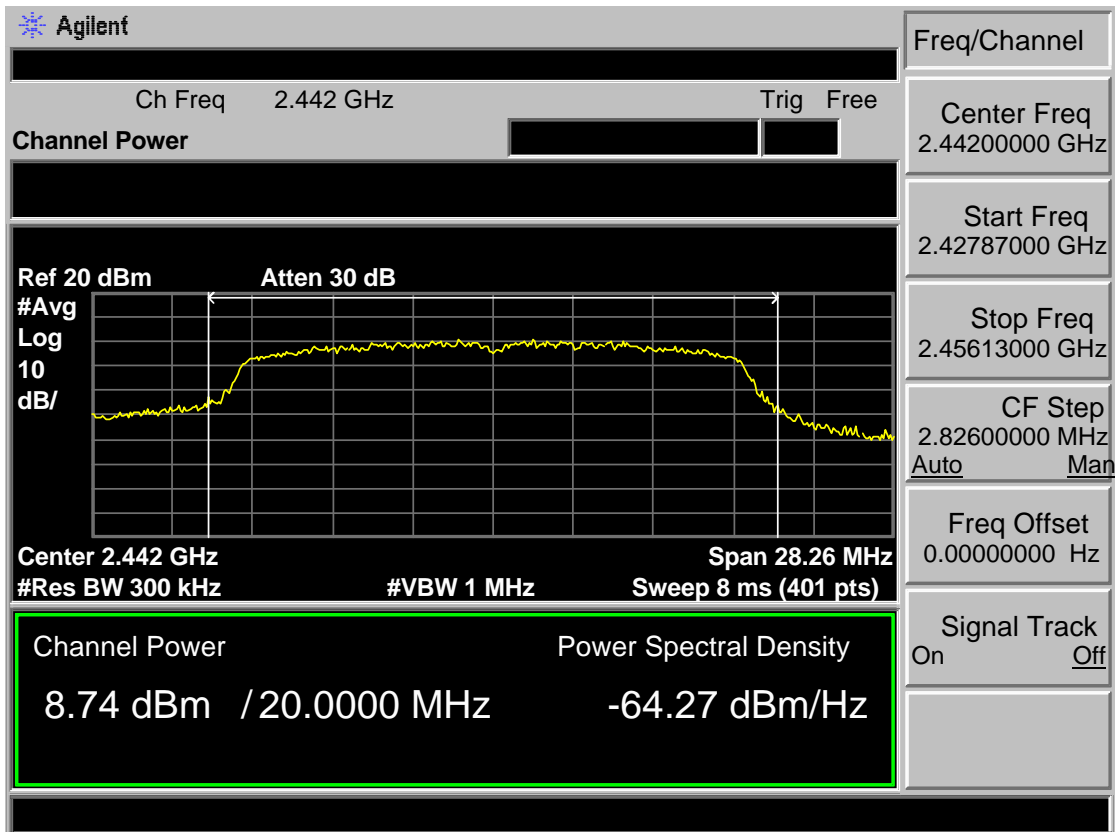 Agilent
Ch Freq 2.442 GHz Trig Free
Channel Power
Ref 20 dBm Atten 30 dB
#Avg
Log
10
dB/
Center 2.442 GHz Span 28.26 MHz
#Res BW 300 kHz #VBW 1 MHz Sweep 8 ms (401 pts)
Channel Power Power Spectral Density
8.74 dBm / 20.0000 MHz -64.27 dBm/Hz
Freq/Channel
Center Freq
2.44200000 GHz
Start Freq
2.42787000 GHz
Stop Freq
2.45613000 GHz
CF Step
2.82600000 MHz
Auto Man
Freq Offset
0.00000000 Hz
Signal Track
On Off